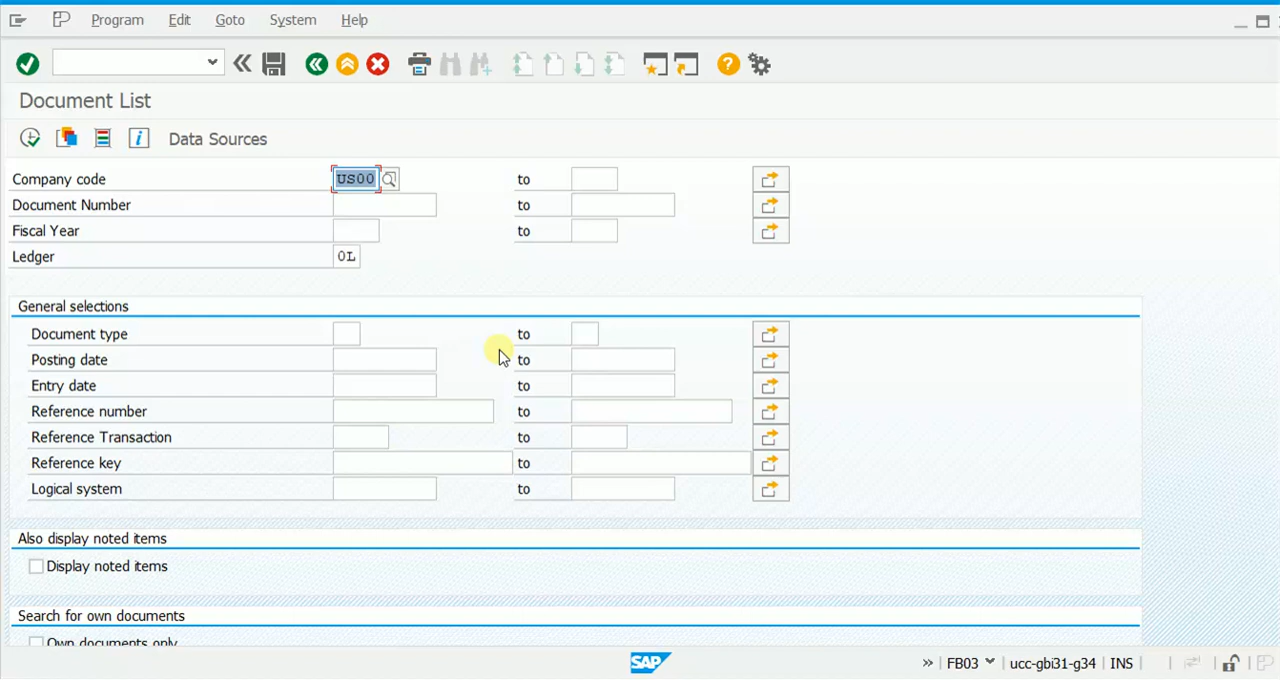 Program Edit Goto System Help
Document List
Data Sources
Company code US00 to
Document Number to
Fiscal Year to
Ledger 0L
General selections
Document type to
Posting date to
Entry date to
Reference number to
Reference Transaction to
Reference key to
Logical system to
Also display noted items
Display noted items
Search for own documents
Own documents only
SAP » FB03 ucc-gbi31-g34 INS